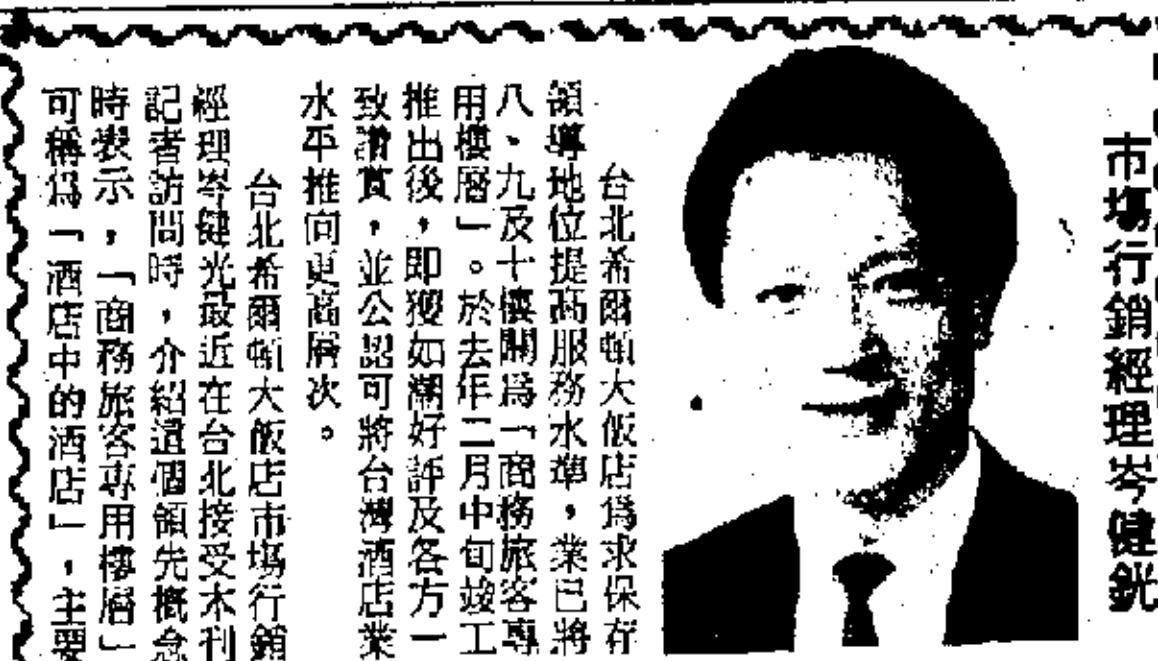 市場行銷經理岑健銧
台北希爾頓大飯店爲求保存
領導地位提高服務水準,業已將
八、九及十樓闢爲「商務旅客專
用樓層」。於去年二月中旬竣工
推出後,即獲如潮好評及客方一
致讚賞,並公認可將台灣酒店業
水平推向更高層次。
台北希爾頓大飯店市場行銷
經理岑健光最近在台北接受本刊
記者訪問時,介紹這個領先概念
時表示,「商務旅客專用樓層」
可稱爲「酒店中的酒店」,主要